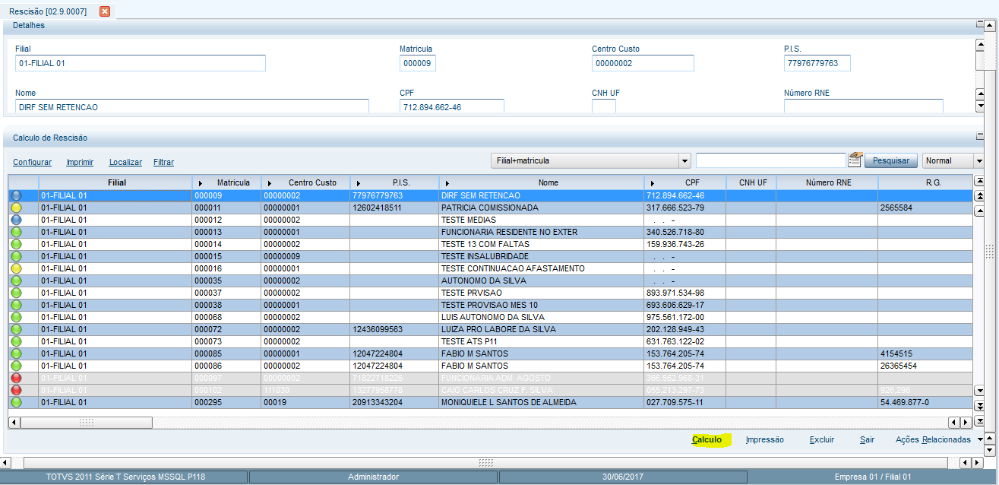 Rescisão [02.9.0007]
Detalhes
Filial Matricula Centro Custo P.I.S.
01-FILIAL 01 000009 00000002 77976779763
Nome CPF CNH UF Número RNE
DIRF SEM RETENCAO 712.894.662-46
Calculo de Rescisão
Configurar Imprimir Localizar Filtrar Filial+matricula Pesquisar Normal
Filial Matricula Centro Custo P.I.S. Nome CPF CNH UF Número RNE R.G.
01-FILIAL 01 000009 00000002 77976779763 DIRF SEM RETENCAO 712.894.662-46
01-FILIAL 01 000011 00000001 12602418511 PATRICIA COMISSIONADA 317.666.523-79 2565584
01-FILIAL 01 000012 00000002 TESTE MEDIAS . . -
01-FILIAL 01 000013 00000001 FUNCIONARIA RESIDENTE NO EXTER 340.526.718-80
01-FILIAL 01 000014 00000002 TESTE 13 COM FALTAS 159.936.743-26
01-FILIAL 01 000015 00000009 TESTE INSALUBRIDADE . . -
01-FILIAL 01 000016 00000001 TESTE CONTINUACAO AFASTAMENTO . . -
01-FILIAL 01 000035 00000002 AUTONOMO DA SILVA . . -
01-FILIAL 01 000037 00000002 TESTE PRVISAO 893.971.534-98
01-FILIAL 01 000038 00000001 TESTE PROVISAO MES 10 693.606.629-17
01-FILIAL 01 000068 00000002 LUIS AUTONOMO DA SILVA 975.561.172-00
01-FILIAL 01 000072 00000002 12436099563 LUIZA PRO LABORE DA SILVA 202.128.949-43
01-FILIAL 01 000073 00000002 TESTE ATS P11 631.763.122-02
01-FILIAL 01 000085 00000001 12047224804 FABIO M SANTOS 153.764.205-74 4154515
01-FILIAL 01 000086 00000002 12047224804 FABIO M SANTOS 153.764.205-74 26365454
01-FILIAL 01 000097 00000002 71822718226 FUNCIONARIA ADM. AGOSTO 366.562.968-31
01-FILIAL 01 000102 111030 13277958778 CAIO CARLOS CRUZ F. SILVA 055.213.297-73 926.298
01-FILIAL 01 000295 00019 20913343204 MONIQUIELE L SANTOS DE ALMEIDA 027.709.575-11 54.469.877-0
Calculo Impressão Excluir Sair Ações Relacionadas
TOTVS 2011 Série T Serviços MSSQL P118 Administrador 30/06/2017 Empresa 01 / Filial 01